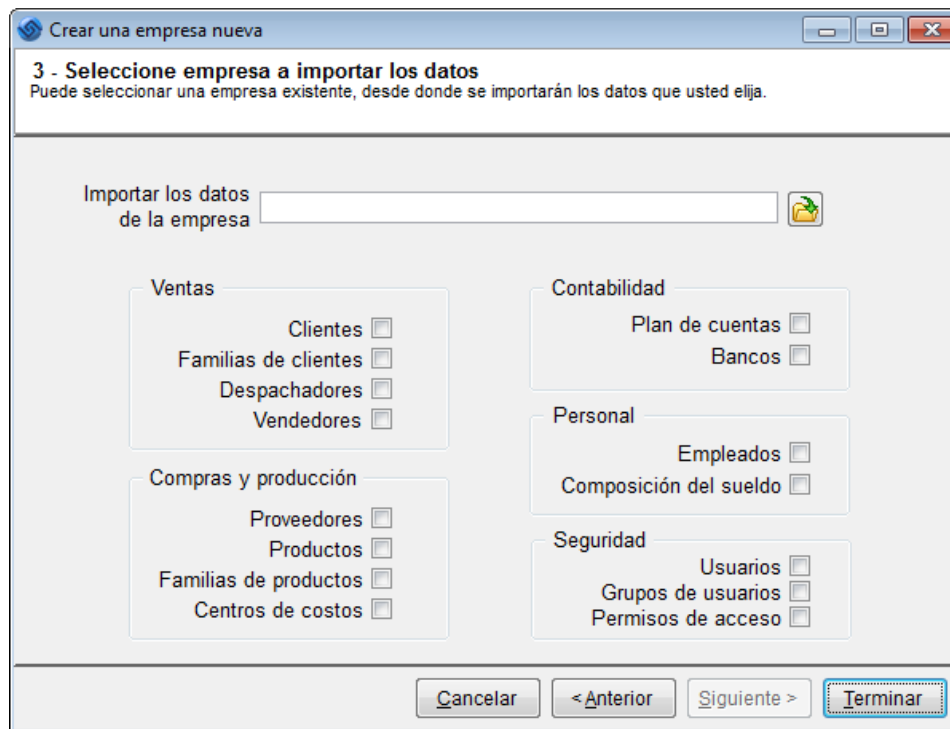 Crear una empresa nueva
3 - Seleccione empresa a importar los datos
Puede seleccionar una empresa existente, desde donde se importarán los datos que usted elija.
Importar los datos
de la empresa
Ventas
Clientes
Familias de clientes
Despachadores
Vendedores
Compras y producción
Proveedores
Productos
Familias de productos
Centros de costos
Contabilidad
Plan de cuentas
Bancos
Personal
Empleados
Composición del sueldo
Seguridad
Usuarios
Grupos de usuarios
Permisos de acceso
Cancelar
< Anterior
Siguiente >
Terminar